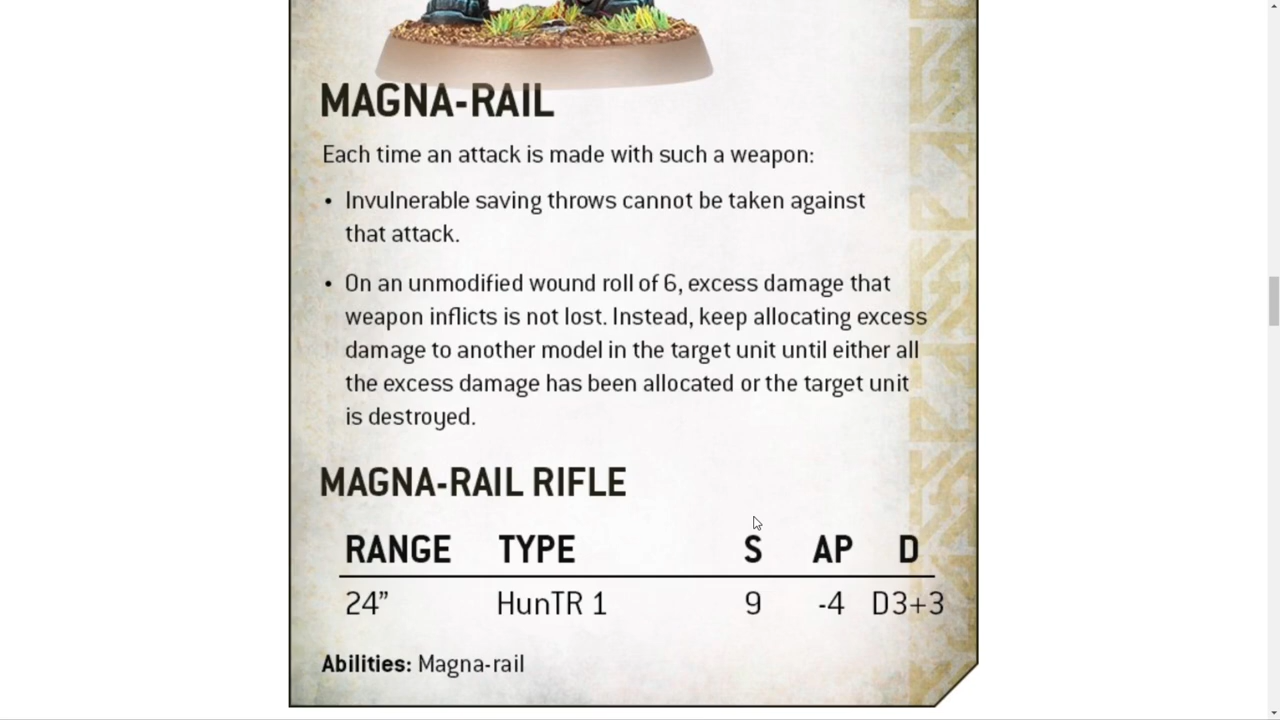 MAGNA-RAIL
Each time an attack is made with such a weapon:
• Invulnerable saving throws cannot be taken against
that attack.
• On an unmodified wound roll of 6, excess damage that
weapon inflicts is not lost. Instead, keep allocating excess
damage to another model in the target unit until either all
the excess damage has been allocated or the target unit
is destroyed.
MAGNA-RAIL RIFLE
RANGE TYPE S AP D
24” HunTR 1 9 -4 D3+3
Abilities: Magna-rail